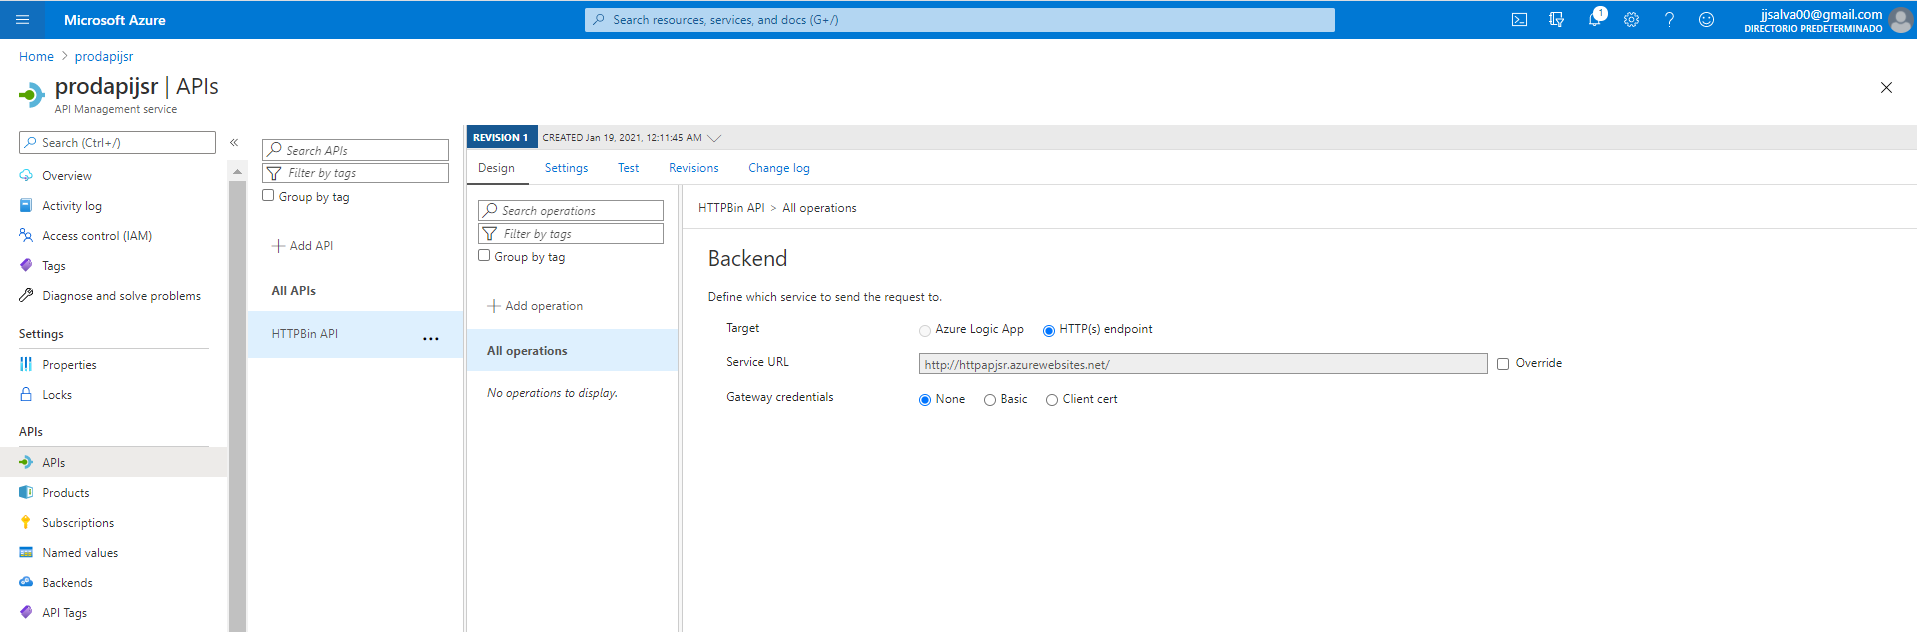 Microsoft Azure
Search resources, services, and docs (G+/)
1
jjsalva00@gmail.com
DIRECTORIO PREDETERMINADO
Home > prodapijsr
prodapijsr | APIs
API Management service
Search (Ctrl+/)
«
Overview
Activity log
Access control (IAM)
Tags
Diagnose and solve problems
Settings
Properties
Locks
APIs
APIs
Products
Subscriptions
Named values
Backends
API Tags
Search APIs
Filter by tags
Group by tag
Add API
All APIs
HTTPBin API ...
REVISION 1 CREATED Jan 19, 2021, 12:11:45 AM
Design Settings Test Revisions Change log
Search operations
Filter by tags
Group by tag
Add operation
All operations
No operations to display.
HTTPBin API > All operations
Backend
Define which service to send the request to.
Target Azure Logic App HTTP(s) endpoint
Service URL http://httpapjsr.azurewebsites.net/ Override
Gateway credentials None Basic Client cert